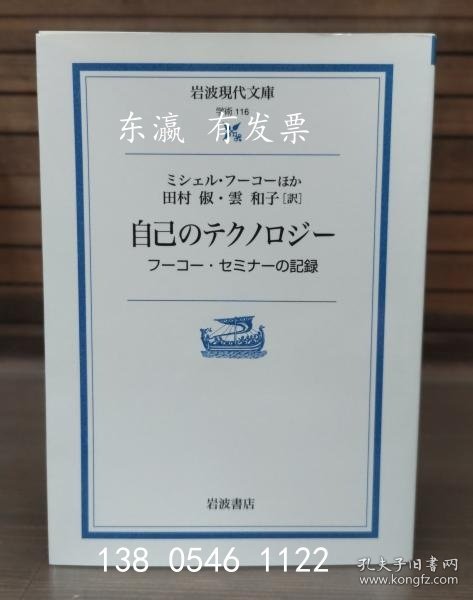 岩波現代文庫
学術 116
东瀛 有发票
ミシェル・フーコーほか
田村 俶・雲 和子[訳]
自己のテクノロジー
フーコー・セミナーの記録
岩波書店
138 0546 1122
孔夫子旧书网
www.kongfz.com